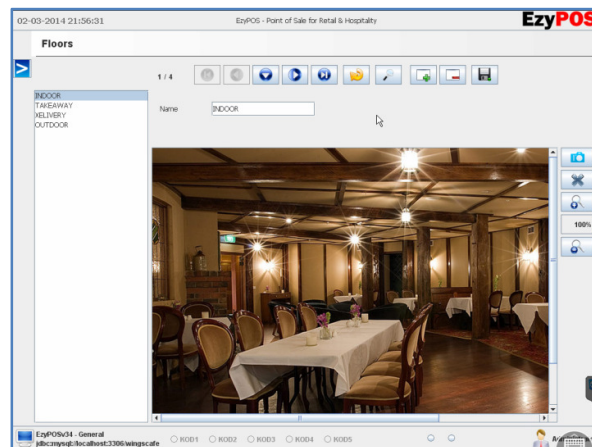 02-03-2014 21:56:31
EzyPOS - Point of Sale for Retail & Hospitality
EzyPOS
Floors
1 / 4
INDOOR
TAKEAWAY
XELIVERY
OUTDOOR
Name
INDOOR
100%
EzyPOSv34 - General
jdbc:mysql://localhost:3306/wingscafe
KOD1 KOD2 KOD3 KOD4 KOD5